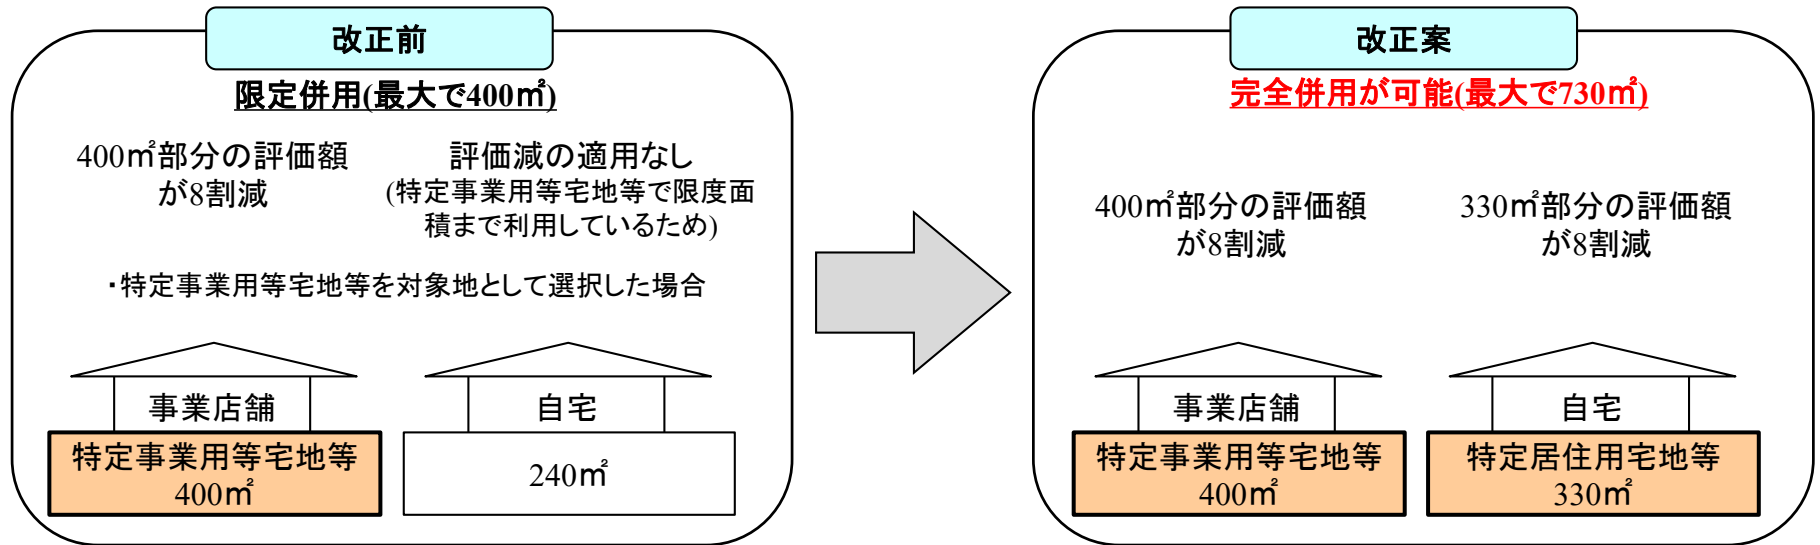 改正前
限定併用(最大で400㎡)
400㎡部分の評価額
が8割減
評価減の適用なし
(特定事業用等宅地等で限度面
積まで利用しているため)
・特定事業用等宅地等を対象地として選択した場合
事業店舗
自宅
特定事業用等宅地等
400㎡
240㎡
改正案
完全併用が可能(最大で730㎡)
400㎡部分の評価額
が8割減
330㎡部分の評価額
が8割減
事業店舗
自宅
特定事業用等宅地等
400㎡
特定居住用宅地等
330㎡